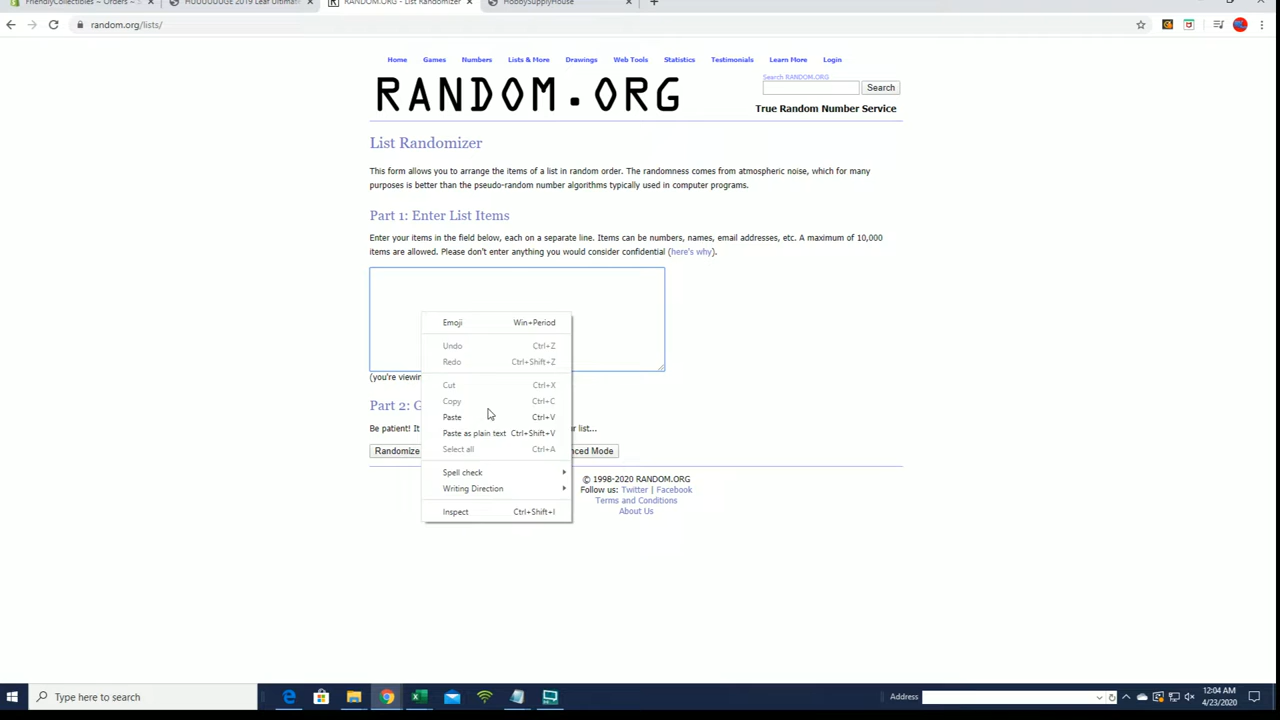 FriendlyCollectibles ~ Orders ~ S
HUUUUUUGE 2019 Leaf Ultimat
RANDOM.ORG - List Randomizer
HobbySupplyHouse
random.org/lists/
Home Games Numbers Lists & More Drawings Web Tools Statistics Testimonials Learn More Login
RANDOM.ORG
Search RANDOM.ORG
Search
True Random Number Service
List Randomizer
This form allows you to arrange the items of a list in random order. The randomness comes from atmospheric noise, which for many
purposes is better than the pseudo-random number algorithms typically used in computer programs.
Part 1: Enter List Items
Enter your items in the field below, each on a separate line. Items can be numbers, names, email addresses, etc. A maximum of 10,000
items are allowed. Please don't enter anything you would consider confidential (here's why).
Emoji Win+Period
Undo Ctrl+Z
Redo Ctrl+Shift+Z
(you're viewin
Cut Ctrl+X
Copy Ctrl+C
Part 2: G
Paste Ctrl+V
Be patient! It
Paste as plain text Ctrl+Shift+V
ur list...
Select all Ctrl+A
Randomize
nced Mode
Spell check
Writing Direction
Inspect Ctrl+Shift+I
© 1998-2020 RANDOM.ORG
Follow us: Twitter | Facebook
Terms and Conditions
About Us
Type here to search
Address
12:04 AM
4/23/2020